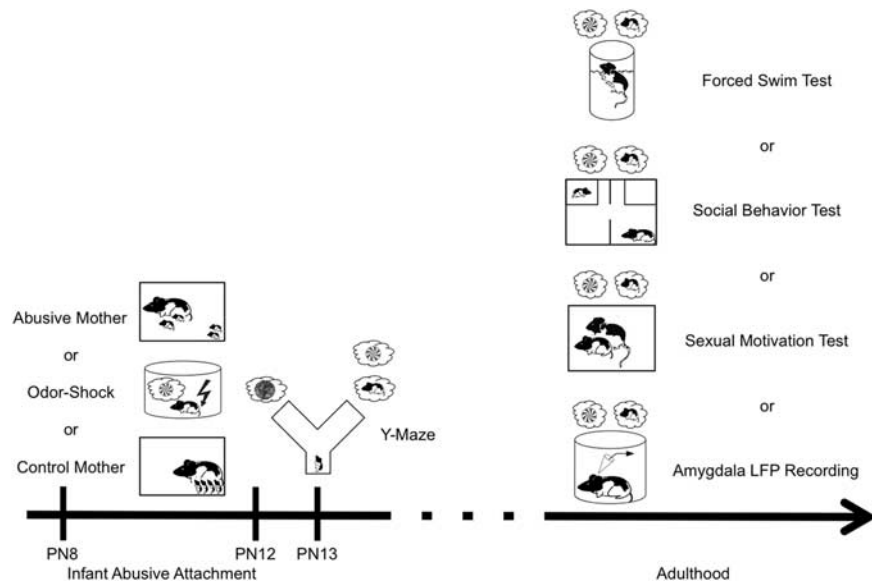 Forced Swim Test
or
Social Behavior Test
or
Sexual Motivation Test
or
Amygdala LFP Recording
Abusive Mother
or
Odor-Shock
or
Control Mother
Y-Maze
PN8
PN12
PN13
Infant Abusive Attachment
Adulthood